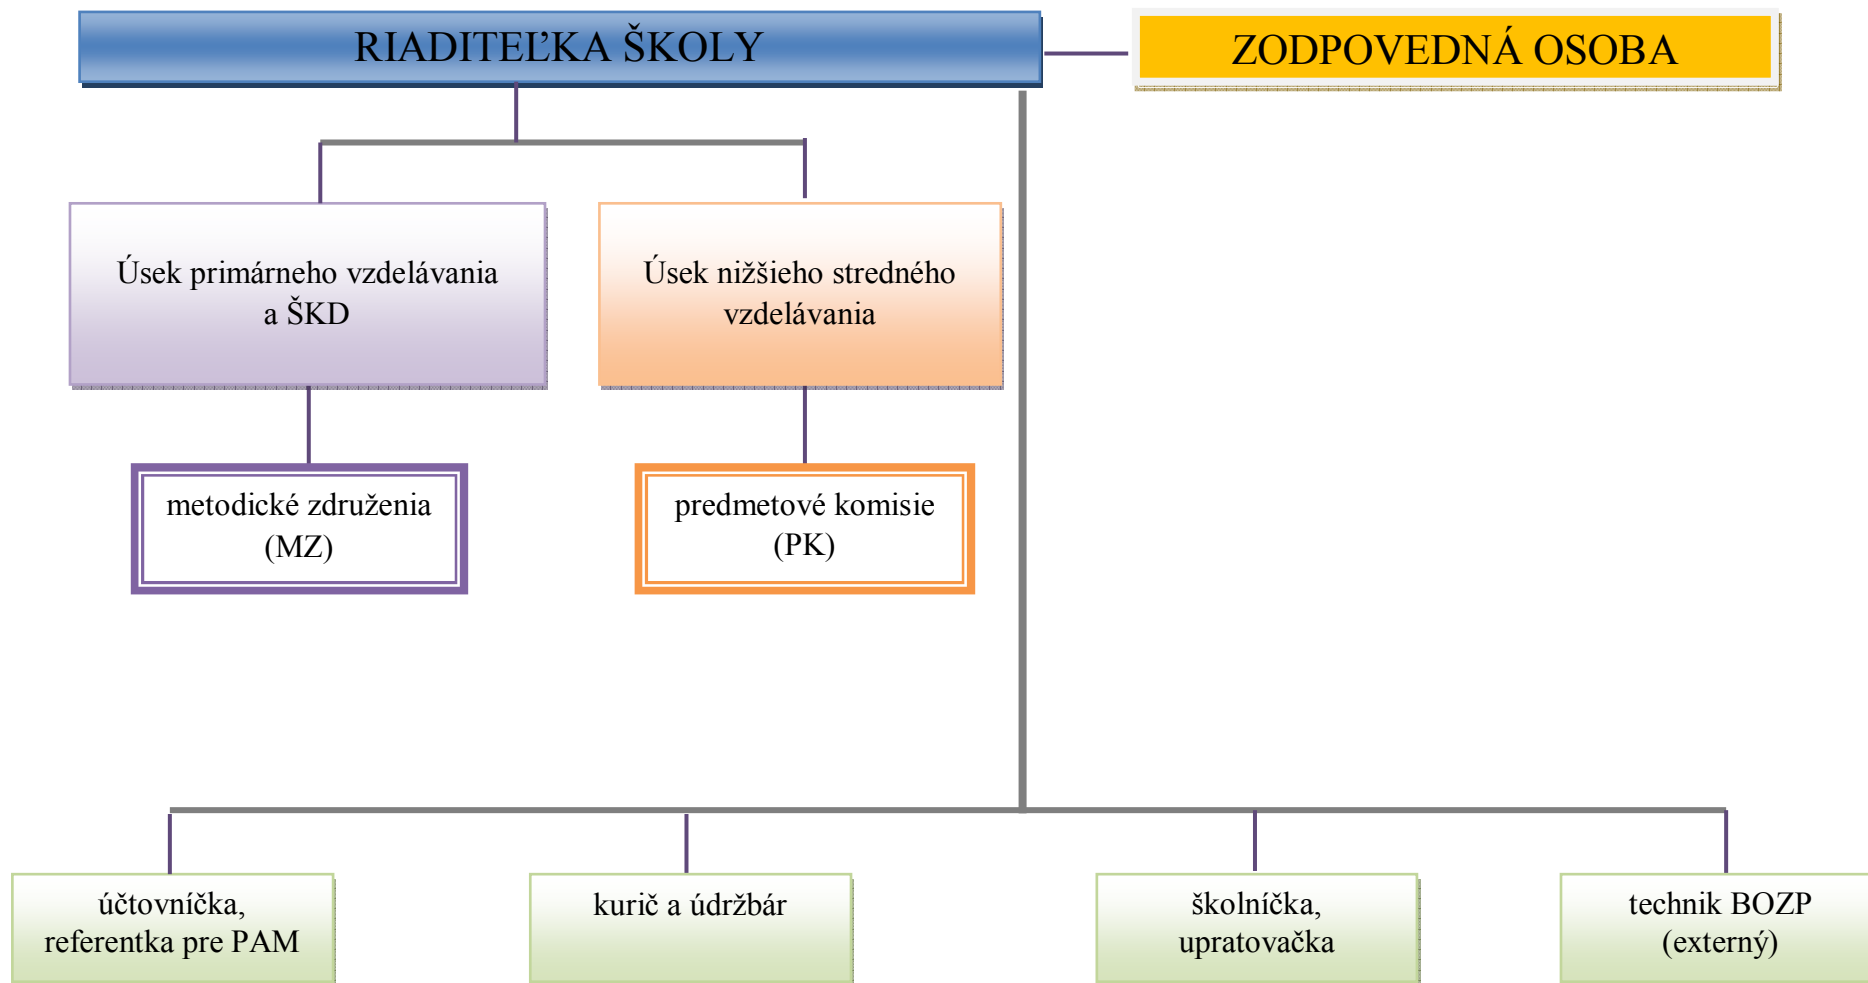 RIADITEĽKA ŠKOLY
ZODPOVEDNÁ OSOBA
Úsek primárneho vzdelávania
a ŠKD
Úsek nižšieho stredného
vzdelávania
metodické združenia
(MZ)
predmetové komisie
(PK)
účtovníčka,
referentka pre PAM
kurič a údržbár
školníčka,
upratovačka
technik BOZP
(externý)